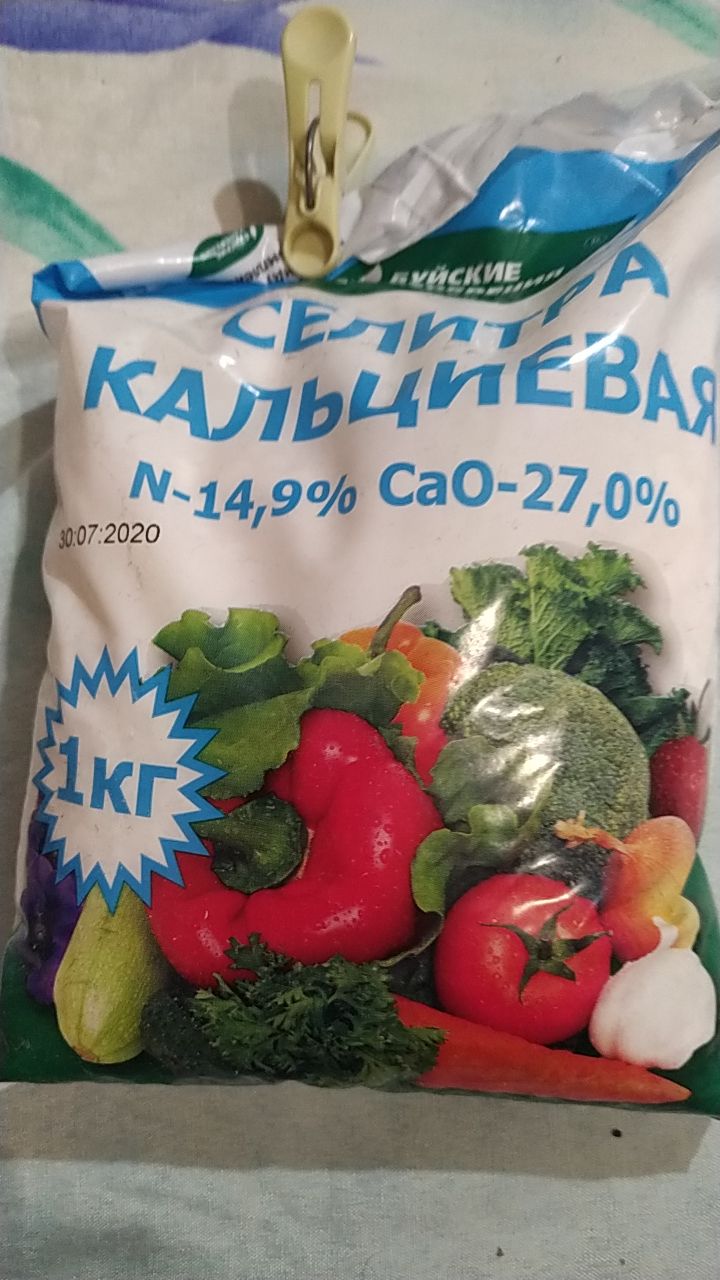 БУЙСКИЕ
СЕЛИТРА
КАЛЬЦИЕВАЯ
N-14,9% CaO-27,0%
30:07:2020
1кг